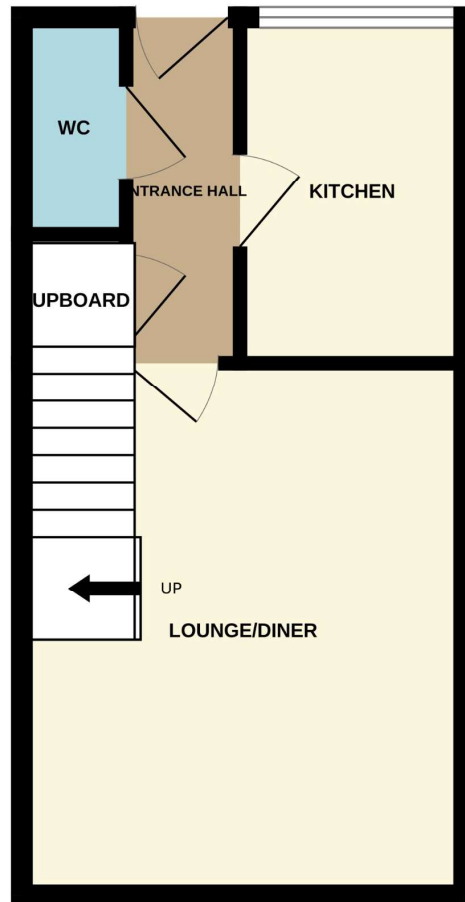 WC
NTRANCE HALL
KITCHEN
UPBOARD
UP
LOUNGE/DINER